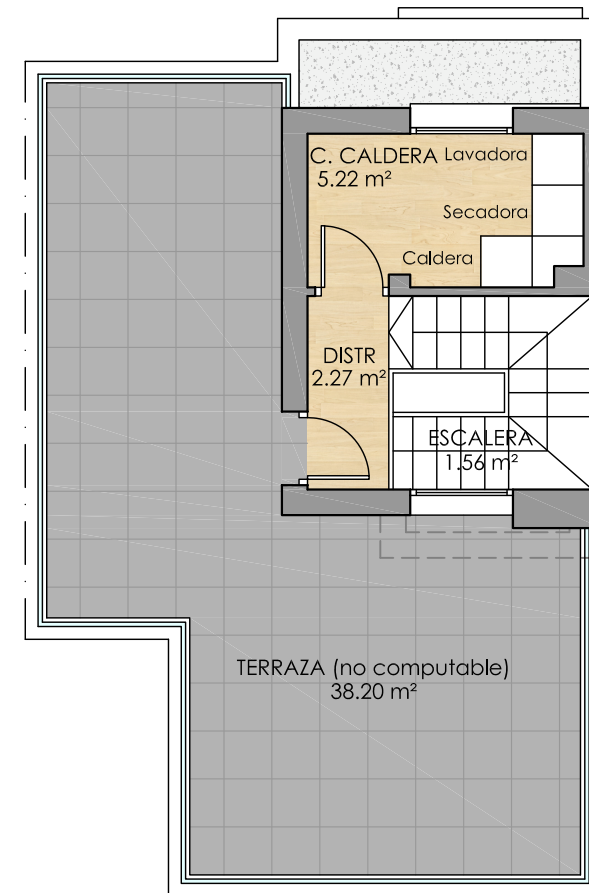 C. CALDERA
5.22 m²
Lavadora
Secadora
Caldera
DISTR
2.27 m²
ESCALERA
1.56 m²
TERRAZA (no computable)
38.20 m²